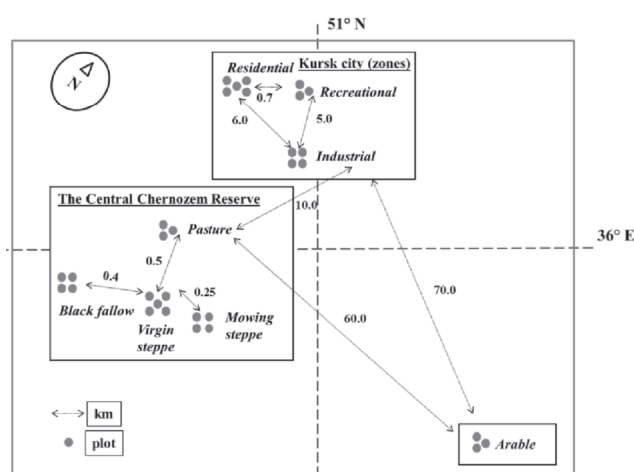 51° N
N
Kursk city (zones)
Residential
0.7
Recreational
6.0
5.0
Industrial
The Central Chernozem Reserve
10.0
Pasture
36° E
0.5
0.4
0.25
Black fallow
Virgin
steppe
Mowing
steppe
60.0
70.0
km
plot
Arable